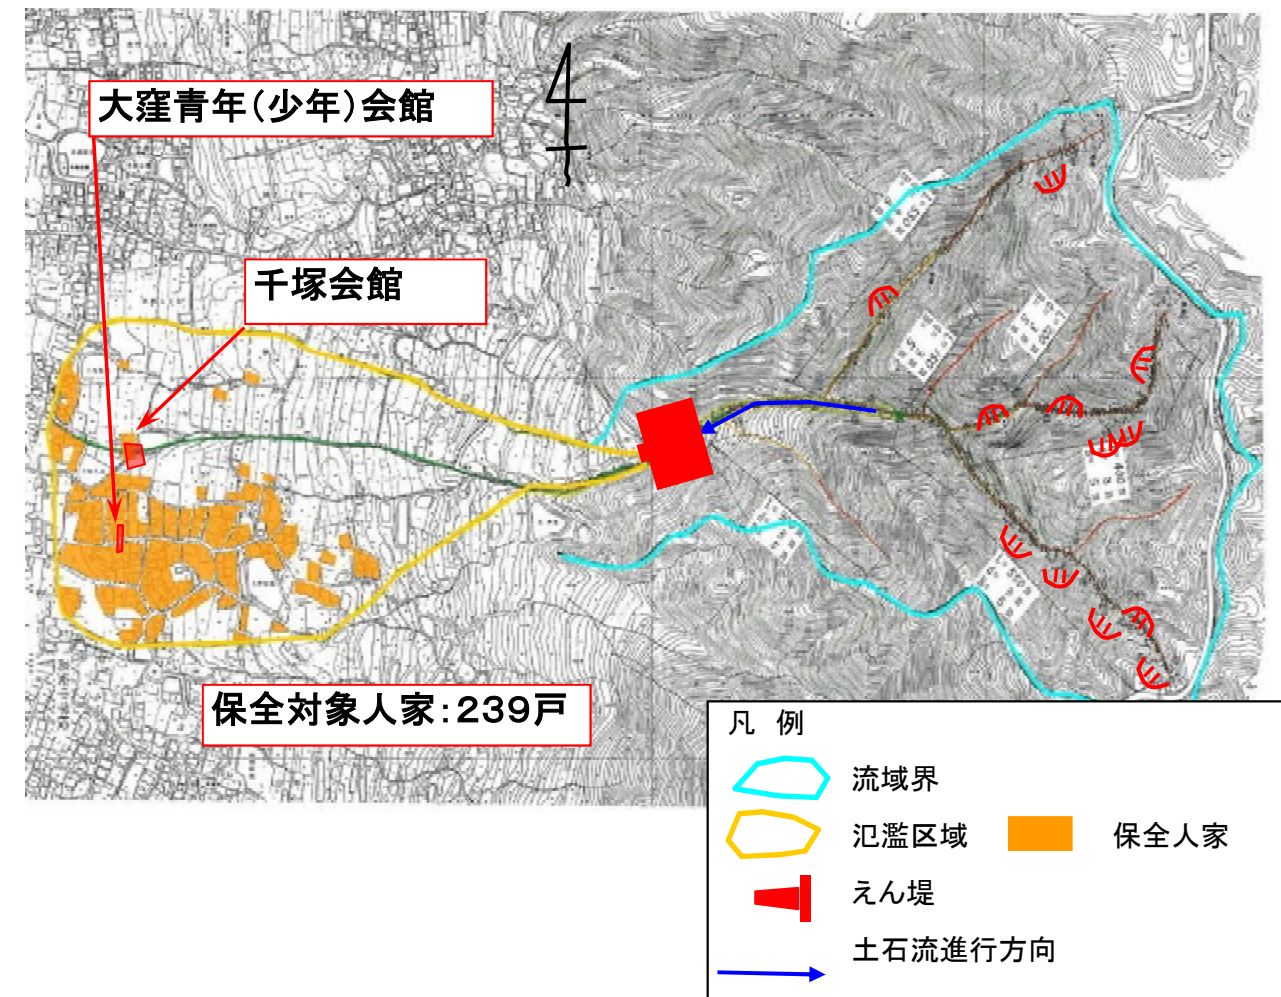 大窪青年(少年)会館
千塚会館
保全対象人家:239戸
凡 例
流域界
氾濫区域
保全人家
えん堤
土石流進行方向